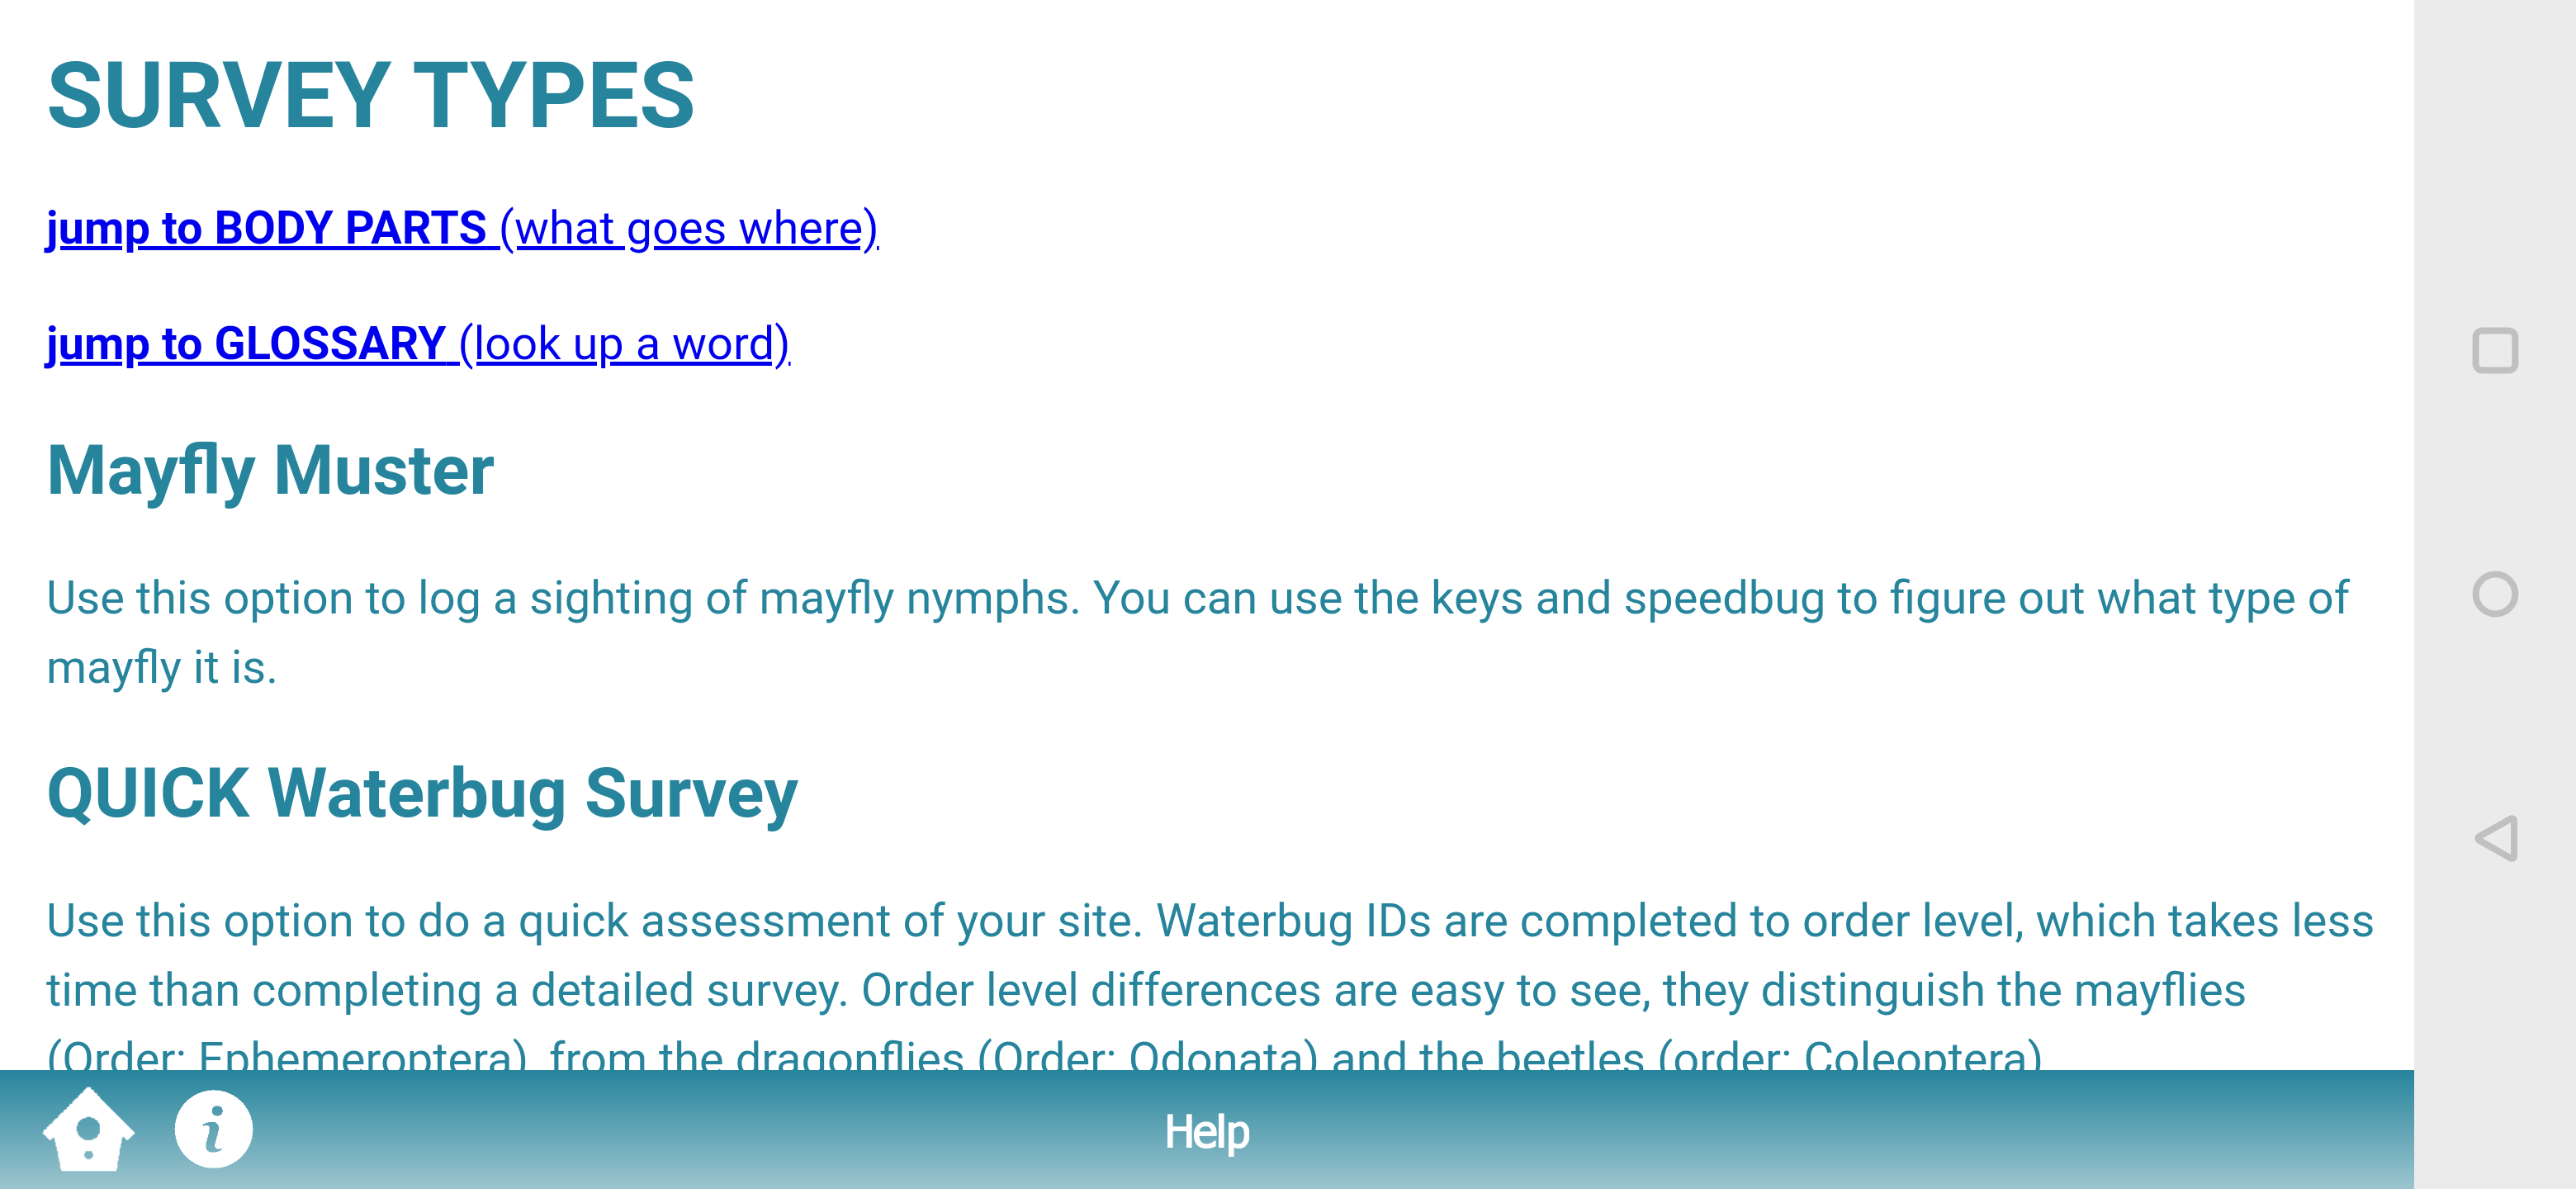 SURVEY TYPES
jump to BODY PARTS (what goes where)
jump to GLOSSARY (look up a word)
Mayfly Muster
Use this option to log a sighting of mayfly nymphs. You can use the keys and speedbug to figure out what type of
mayfly it is.
QUICK Waterbug Survey
Use this option to do a quick assessment of your site. Waterbug IDs are completed to order level, which takes less
time than completing a detailed survey. Order level differences are easy to see, they distinguish the mayflies
(Order: Ephemeroptera) from the dragonflies (Order: Odonata) and the beetles (order: Coleoptera)
Help